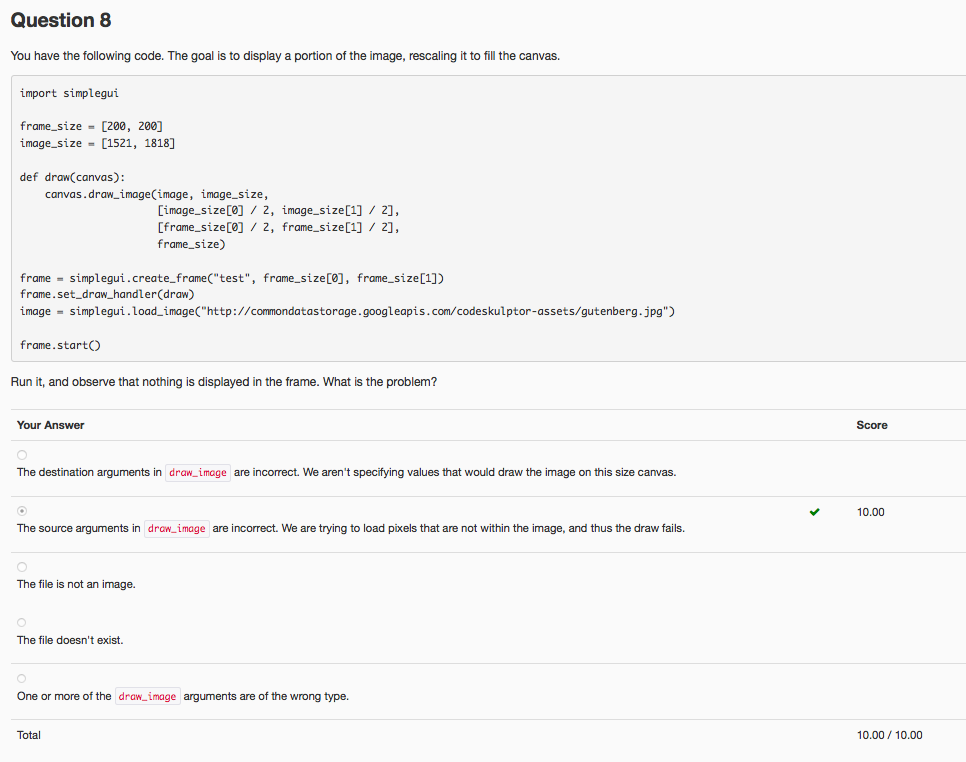 Question 8
You have the following code. The goal is to display a portion of the image, rescaling it to fill the canvas.
import simplegui
frame_size = [200, 200]
image_size = [1521, 1818]
def draw(canvas):
    canvas.draw_image(image, image_size,
                      [image_size[0] / 2, image_size[1] / 2],
                      [frame_size[0] / 2, frame_size[1] / 2],
                      frame_size)
frame = simplegui.create_frame("test", frame_size[0], frame_size[1])
frame.set_draw_handler(draw)
image = simplegui.load_image("http://commondatastorage.googleapis.com/codeskulptor-assets/gutenberg.jpg")
frame.start()
Run it, and observe that nothing is displayed in the frame. What is the problem?
Your Answer Score
The destination arguments in draw_image are incorrect. We aren't specifying values that would draw the image on this size canvas.
10.00
The source arguments in draw_image are incorrect. We are trying to load pixels that are not within the image, and thus the draw fails.
The file is not an image.
The file doesn't exist.
One or more of the draw_image arguments are of the wrong type.
Total 10.00 / 10.00